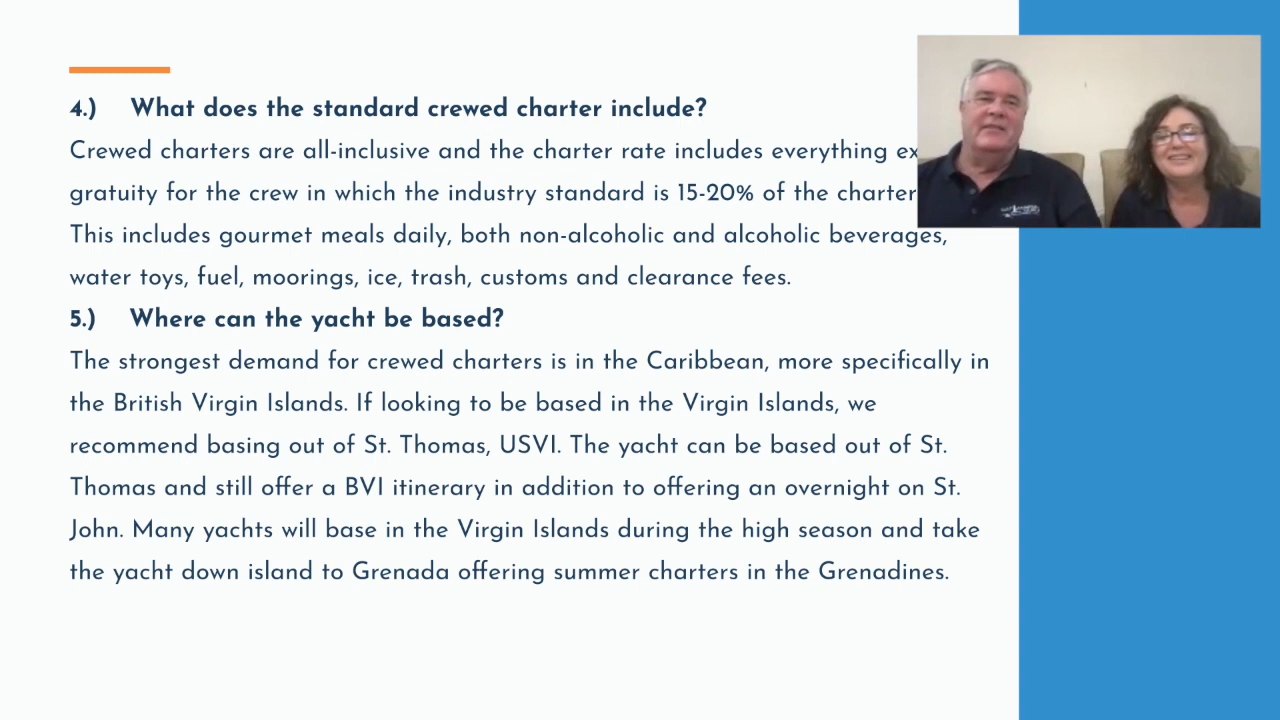 4.) What does the standard crewed charter include?
Crewed charters are all-inclusive and the charter rate includes everything
gratuity for the crew in which the industry standard is 15-20% of the charter
This includes gourmet meals daily, both non-alcoholic and alcoholic beverages,
water toys, fuel, moorings, ice, trash, customs and clearance fees.
5.) Where can the yacht be based?
The strongest demand for crewed charters is in the Caribbean, more specifically in
the British Virgin Islands. If looking to be based in the Virgin Islands, we
recommend basing out of St. Thomas, USVI. The yacht can be based out of St.
Thomas and still offer a BVI itinerary in addition to offering an overnight on St.
John. Many yachts will base in the Virgin Islands during the high season and take
the yacht down island to Grenada offering summer charters in the Grenadines.